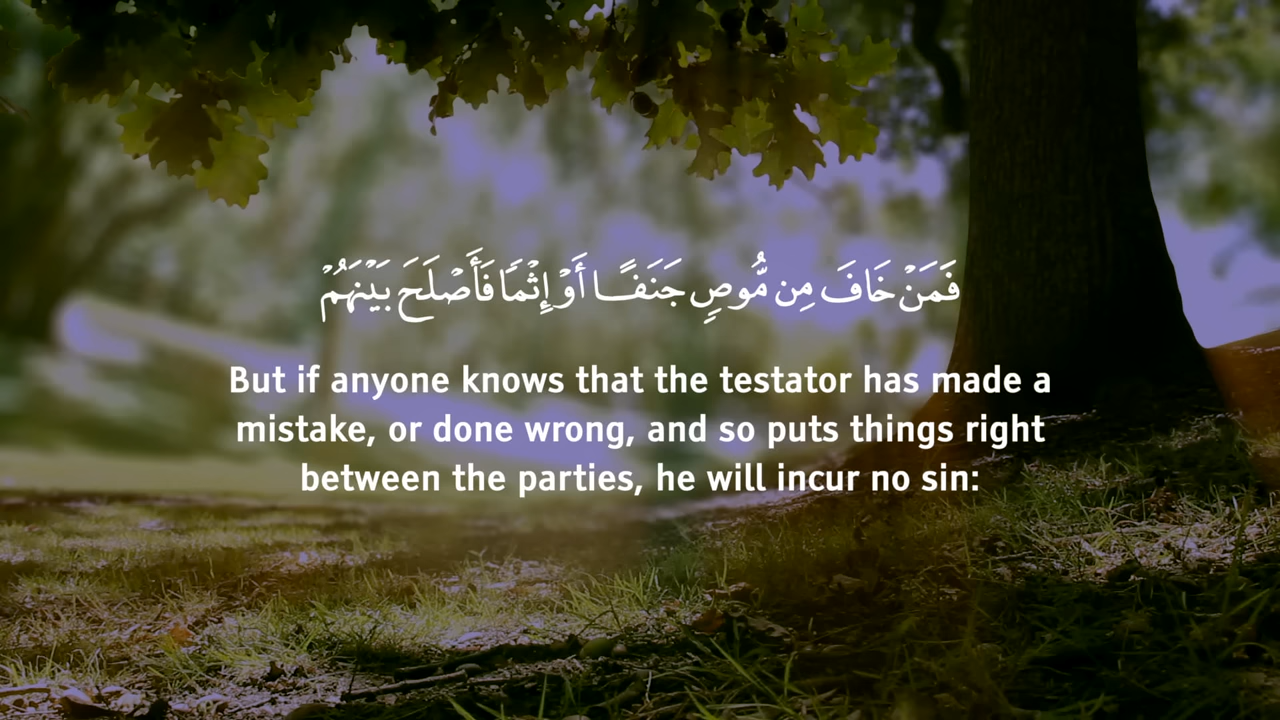 فَمَنْ خَافَ مِن مُّوصٍ جَنَفًا أَوْ إِثْمًا فَأَصْلَحَ بَيْنَهُمْ
But if anyone knows that the testator has made a
mistake, or done wrong, and so puts things right
between the parties, he will incur no sin: